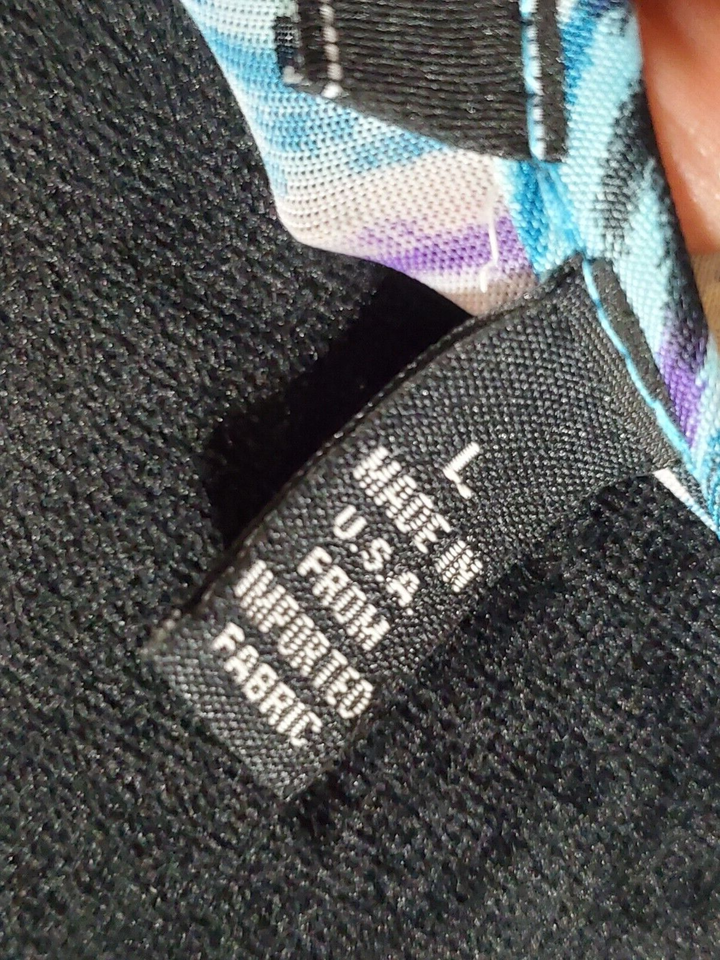 L
MADE IN
U.S.A.
FROM
IMPORTED
FABRIC